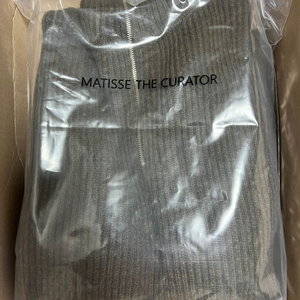 MATISSE THE CURATOR